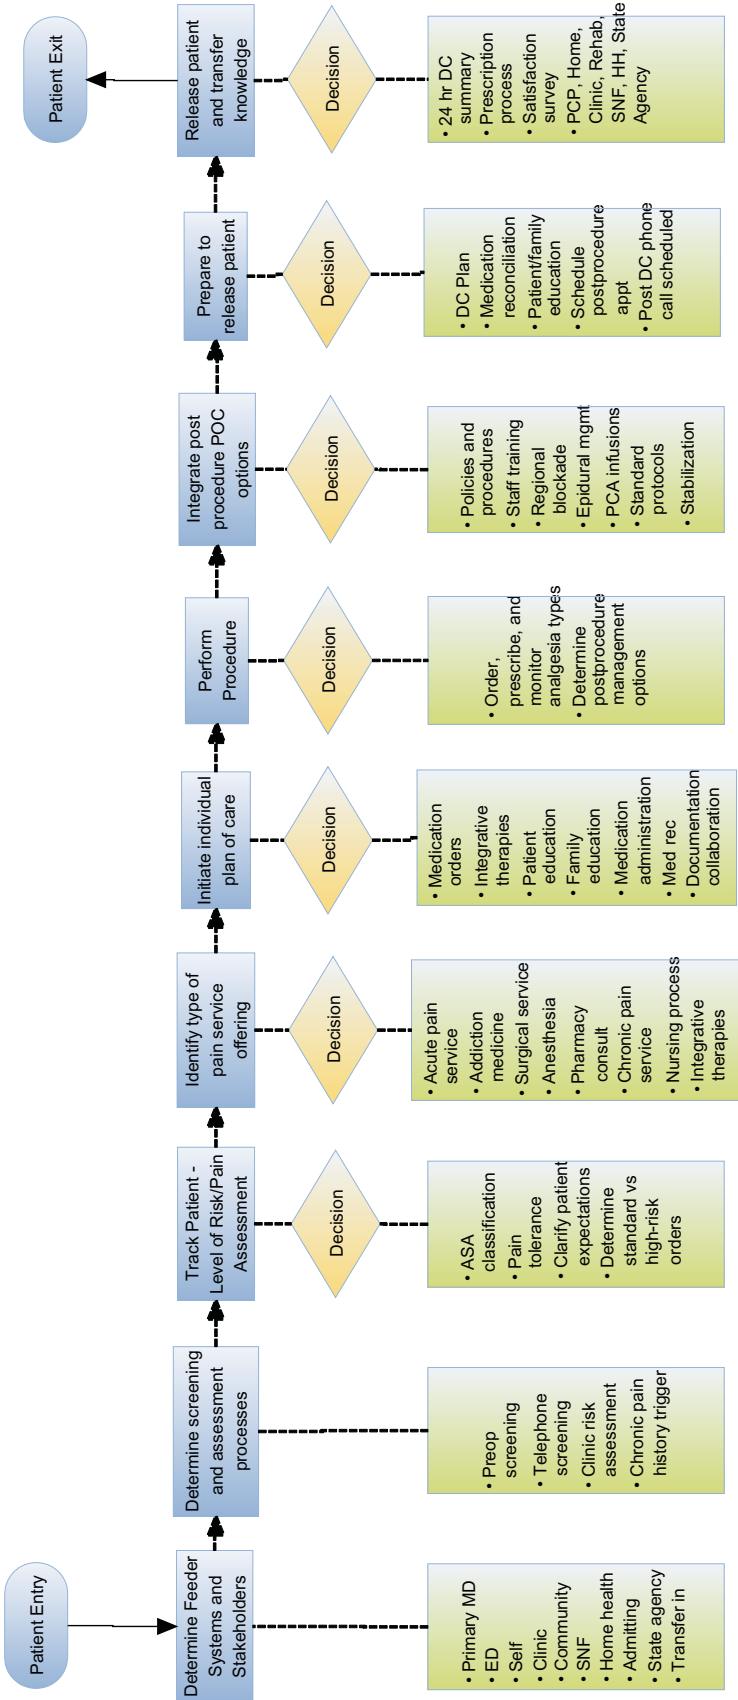 Patient Entry
Determine Feeder
Systems and
Stakeholders
• Primary MD
• ED
• Self
• Clinic
• Community
• SNF
• Home health
• Admitting
• State agency
• Transfer in
Determine screening
and assessment
processes
• Preop
screening
• Telephone
screening
• Clinic risk
assessment
• Chronic pain
history trigger
Track Patient -
Level of Risk/Pain
Assessment
Decision
• ASA
classification
• Pain
tolerance
• Clarify patient
expectations
• Determine
standard vs
high-risk
orders
Identify type of
pain service
offering
Decision
• Acute pain
service
• Addiction
medicine
• Surgical service
• Anesthesia
• Pharmacy
consult
• Chronic pain
service
• Nursing process
• Integrative
therapies
Initiate individual
plan of care
Decision
• Medication
orders
• Integrative
therapies
• Patient
education
• Family
education
• Medication
administration
• Med rec
• Documentation
collaboration
Perform
Procedure
Decision
• Order,
prescribe, and
monitor
analgesia types
• Determine
postprocedure
management
options
Integrate post
procedure POC
options
Decision
• Policies and
procedures
• Staff training
• Regional
blockade
• Epidural mgmt
• PCA infusions
• Standard
protocols
• Stabilization
Prepare to
release patient
Decision
• DC Plan
• Medication
reconciliation
• Patient/family
education
• Schedule
postprocedure
appt
• Post DC phone
call scheduled
Release patient
and transfer
knowledge
Decision
• 24 hr DC
summary
• Prescription
process
• Satisfaction
survey
• PCP, Home,
Clinic, Rehab,
SNF, HH, State
Agency
Patient Exit